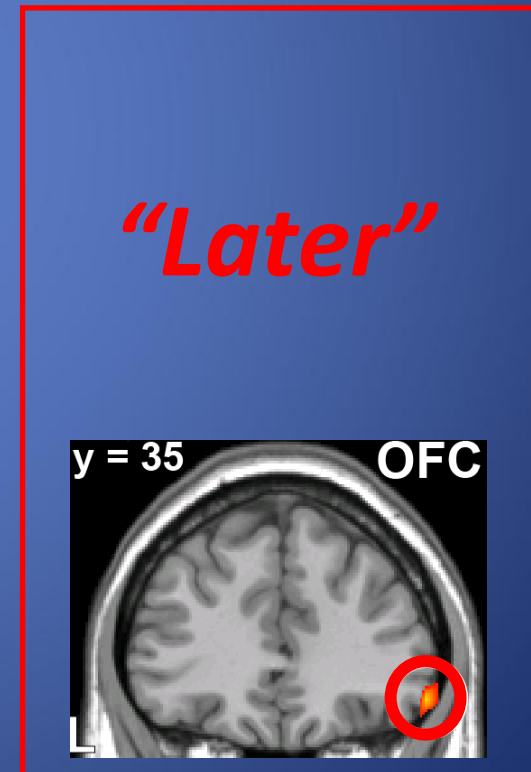 “Later”
y = 35 OFC
L